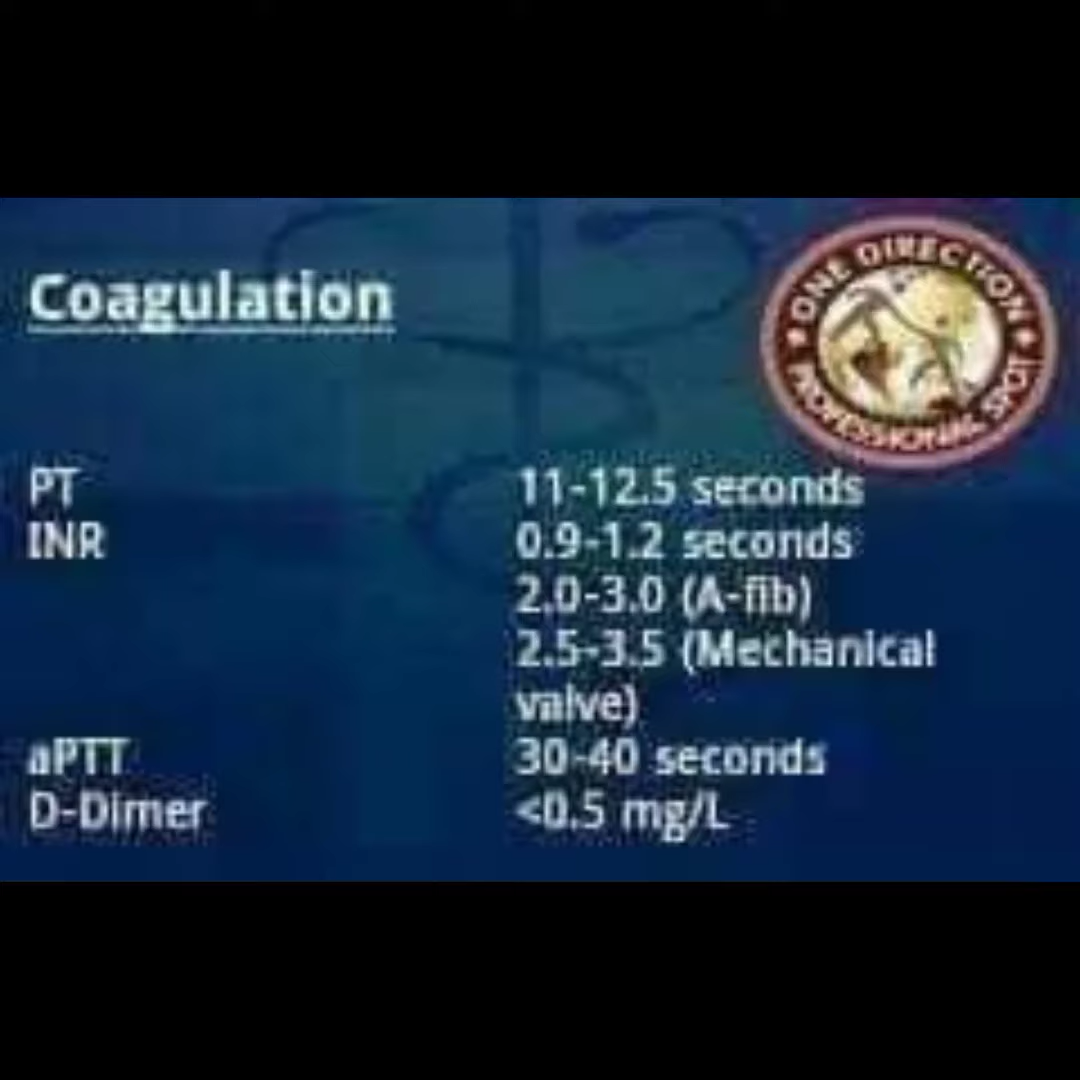 ONE DIRECTION
PROFESSIONAL
Coagulation
PT 11-12.5 seconds
INR 0.9-1.2 seconds
2.0-3.0 (A-fib)
2.5-3.5 (Mechanical
valve)
aPTT 30-40 seconds
D-Dimer <0.5 mg/L